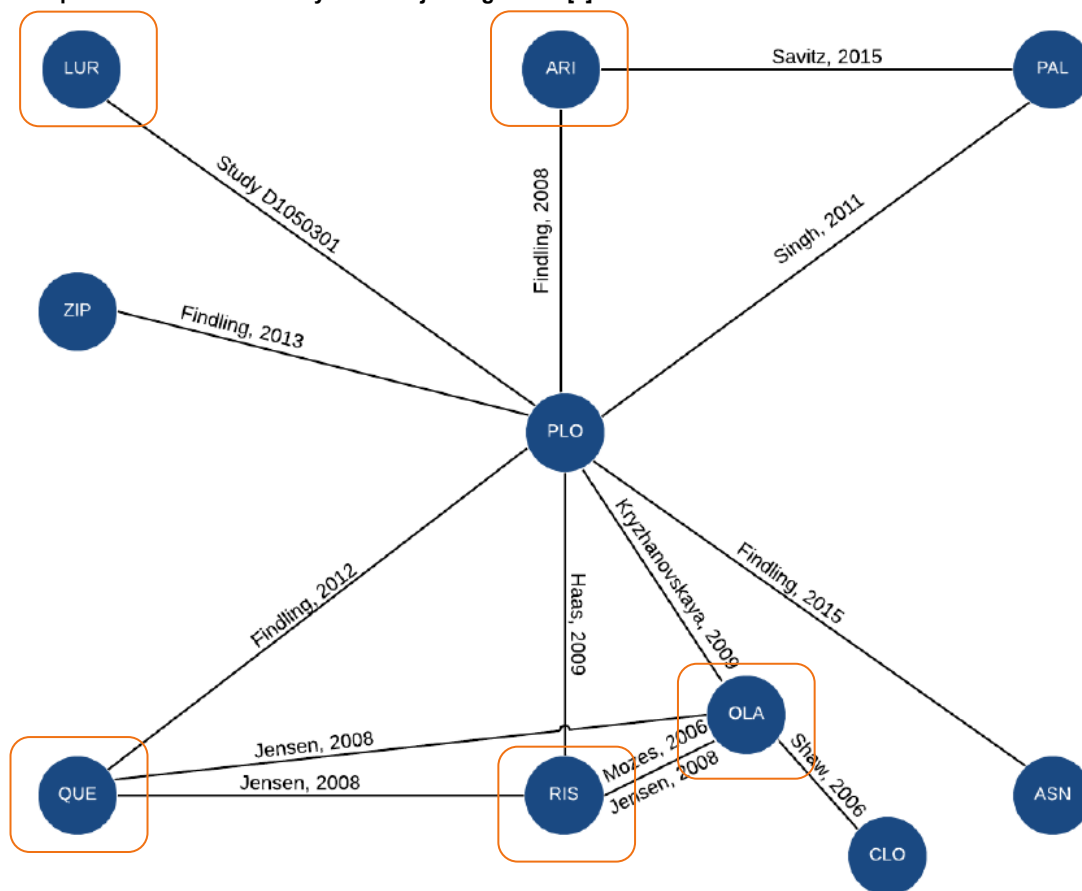 LUR
ARI
Savitz, 2015
PAL
Study D1050301
Findling, 2008
Singh, 2011
ZIP
Findling, 2013
PLO
Findling, 2012
Haas, 2009
Kryzhanovskaya, 2009
Findling, 2015
OLA
Jensen, 2008
Mozes, 2006
Shaw, 2006
QUE
Jensen, 2008
RIS
Jensen, 2008
ASN
CLO